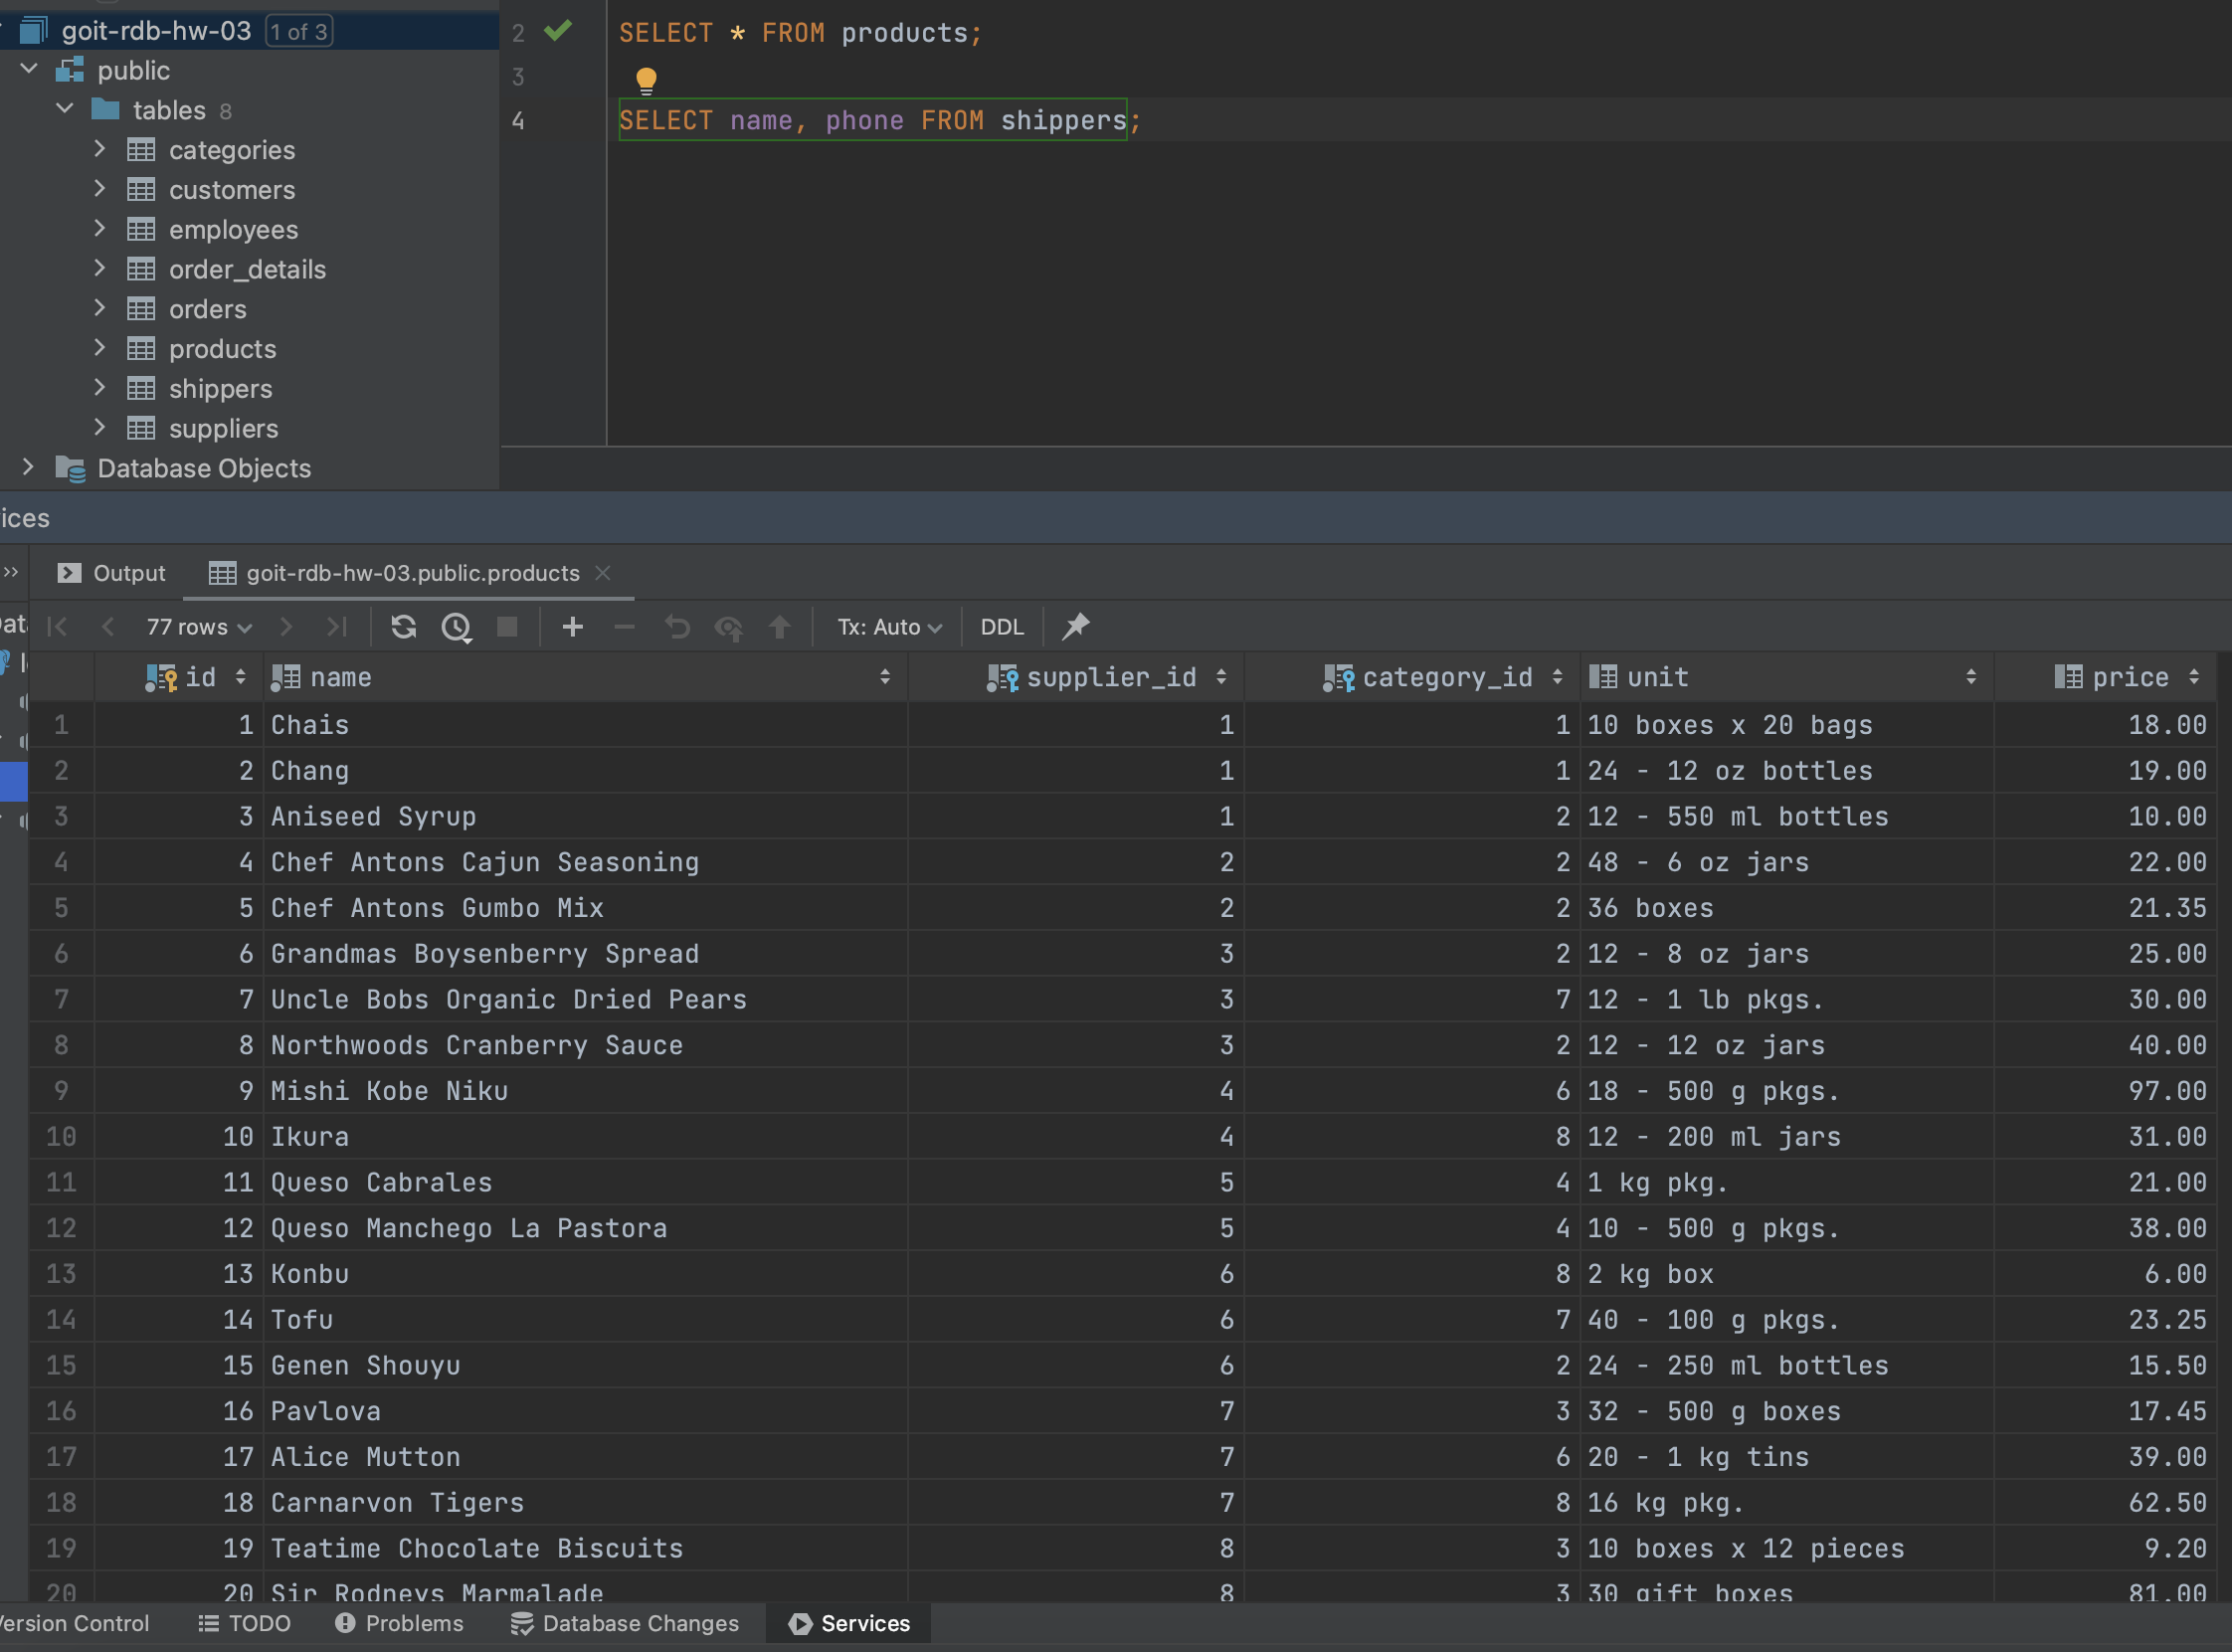 goit-rdb-hw-03 1 of 3
public
tables 8
categories
customers
employees
order_details
orders
products
shippers
suppliers
Database Objects
2 SELECT * FROM products;
3
4 SELECT name, phone FROM shippers;
ices
Output goit-rdb-hw-03.public.products
77 rows Tx: Auto DDL
id name supplier_id category_id unit price
1 1 Chais 1 1 10 boxes x 20 bags 18.00
2 2 Chang 1 1 24 - 12 oz bottles 19.00
3 3 Aniseed Syrup 1 2 12 - 550 ml bottles 10.00
4 4 Chef Antons Cajun Seasoning 2 2 48 - 6 oz jars 22.00
5 5 Chef Antons Gumbo Mix 2 2 36 boxes 21.35
6 6 Grandmas Boysenberry Spread 3 2 12 - 8 oz jars 25.00
7 7 Uncle Bobs Organic Dried Pears 3 7 12 - 1 lb pkgs. 30.00
8 8 Northwoods Cranberry Sauce 3 2 12 - 12 oz jars 40.00
9 9 Mishi Kobe Niku 4 6 18 - 500 g pkgs. 97.00
10 10 Ikura 4 8 12 - 200 ml jars 31.00
11 11 Queso Cabrales 5 4 1 kg pkg. 21.00
12 12 Queso Manchego La Pastora 5 4 10 - 500 g pkgs. 38.00
13 13 Konbu 6 8 2 kg box 6.00
14 14 Tofu 6 7 40 - 100 g pkgs. 23.25
15 15 Genen Shouyu 6 2 24 - 250 ml bottles 15.50
16 16 Pavlova 7 3 32 - 500 g boxes 17.45
17 17 Alice Mutton 7 6 20 - 1 kg tins 39.00
18 18 Carnarvon Tigers 7 8 16 kg pkg. 62.50
19 19 Teatime Chocolate Biscuits 8 3 10 boxes x 12 pieces 9.20
20 20 Sir Rodneys Marmalade 8 3 30 gift boxes 81.00
ersion Control TODO Problems Database Changes Services